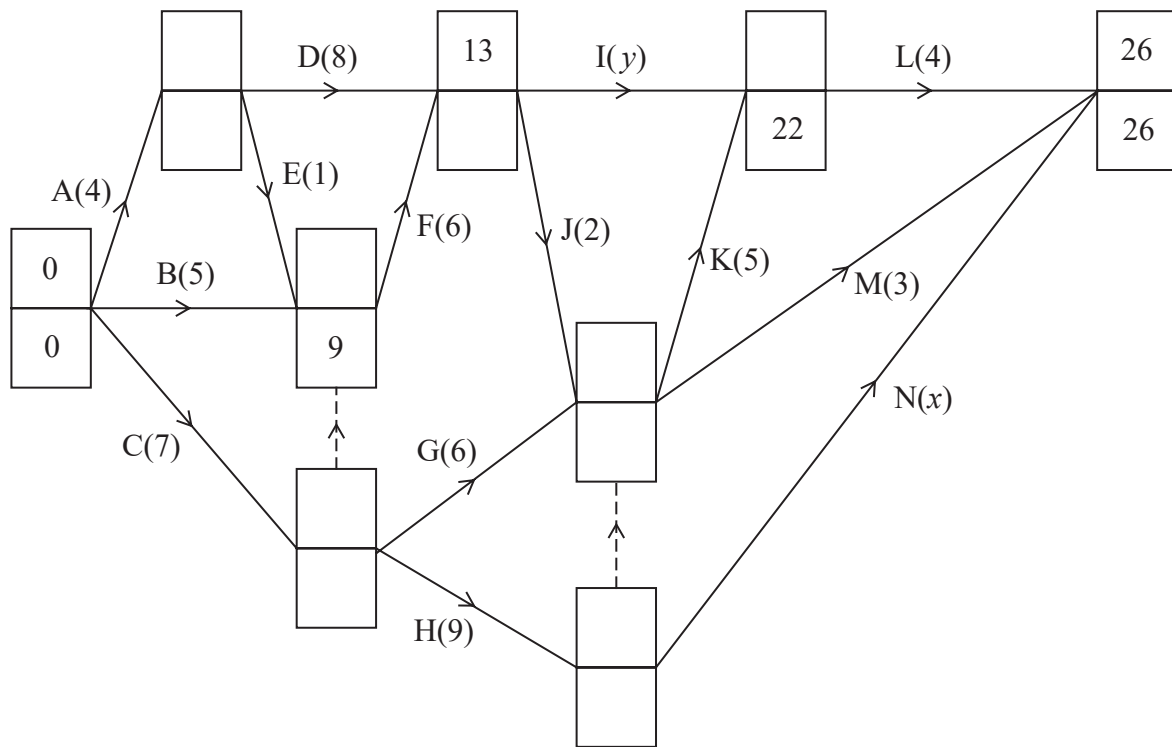 D(8)
13
I(y)
L(4)
26
22
26
A(4)
E(1)
F(6)
J(2)
K(5)
M(3)
0
B(5)
0
9
N(x)
C(7)
G(6)
H(9)